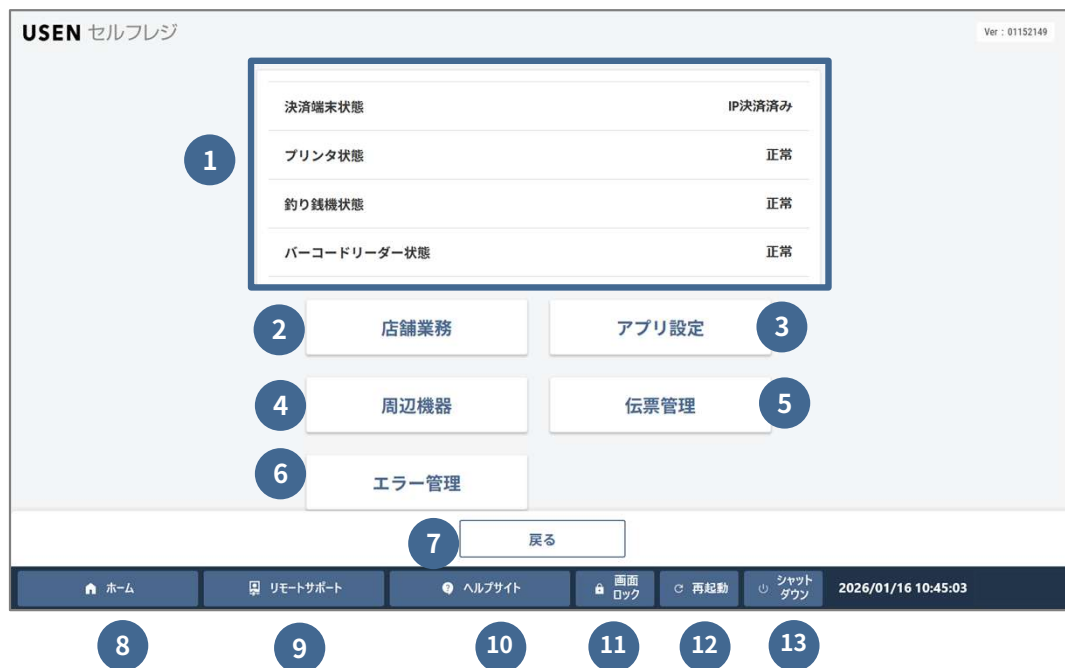 USEN セルフレジ
Ver : 01152149
決済端末状態 IP決済済み
1 プリンタ状態 正常
釣り銭機状態 正常
バーコードリーダー状態 正常
2 店舗業務 アプリ設定 3
4 周辺機器 伝票管理 5
6 エラー管理
7 戻る
ホーム リモートサポート ヘルプサイト 画面
ロック 再起動 シャット
ダウン 2026/01/16 10:45:03
8 9 10 11 12 13